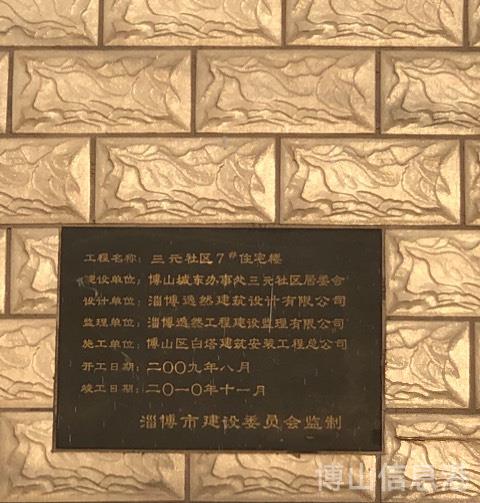 工程名称：三元社区7#住宅楼
建设单位：博山城东办事处三元社区居委会
设计单位：淄博逸然建筑设计有限公司
监理单位：淄博逸然工程建设监理有限公司
施工单位：博山区白塔建筑安装工程总公司
开工日期：二〇〇九年八月
竣工日期：二〇一〇年十一月
淄博市建设委员会监制
博山信息港